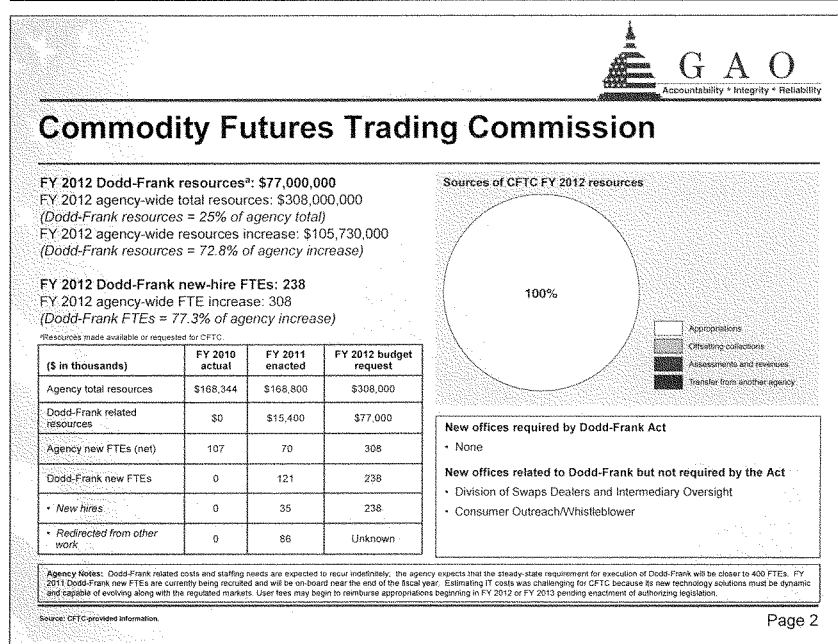 G A O
Accountability * Integrity * Reliability
Commodity Futures Trading Commission
FY 2012 Dodd-Frank resourcesª: $77,000,000
FY 2012 agency-wide total resources: $308,000,000
(Dodd-Frank resources = 25% of agency total)
FY 2012 agency-wide resources increase: $105,730,000
(Dodd-Frank resources = 72.8% of agency increase)
FY 2012 Dodd-Frank new-hire FTEs: 238
FY 2012 agency-wide FTE increase: 308
(Dodd-Frank FTEs = 77.3% of agency increase)
ªResources made available or requested for CFTC.
($ in thousands) FY 2010 actual FY 2011 enacted FY 2012 budget request
Agency total resources $168,344 $168,800 $308,000
Dodd-Frank related resources $0 $15,400 $77,000
Agency new FTEs (net) 107 70 308
Dodd-Frank new FTEs 0 121 238
• New hires 0 35 238
• Redirected from other work 0 86 Unknown
Sources of CFTC FY 2012 resources
100%
Appropriations
Offsetting collections
Assessments and revenues
Transfer from another agency
New offices required by Dodd-Frank Act
• None
New offices related to Dodd-Frank but not required by the Act
• Division of Swaps Dealers and Intermediary Oversight
• Consumer Outreach/Whistleblower
Agency Notes: Dodd-Frank related costs and staffing needs are expected to recur indefinitely; the agency expects that the steady-state requirement for execution of Dodd-Frank will be closer to 400 FTEs. FY
2011 Dodd-Frank new FTEs are currently being recruited and will be on-board near the end of the fiscal year. Estimating IT costs was challenging for CFTC because its new technology solutions must be dynamic
and capable of evolving along with the regulated markets. User fees may begin to reimburse appropriations beginning in FY 2012 or FY 2013 pending enactment of authorizing legislation.
Source: CFTC-provided information.
Page 2